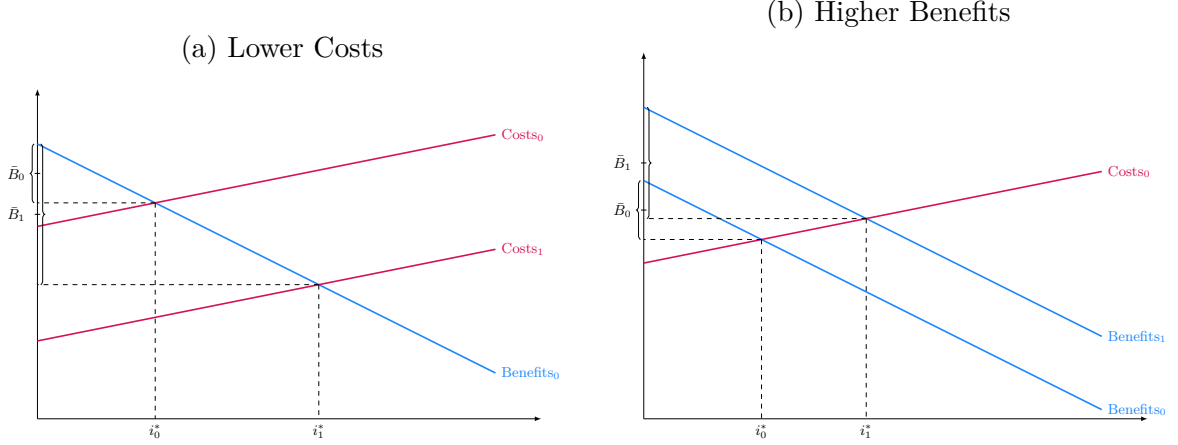 (a) Lower Costs
Costs₀
B̄₀
B̄₁
Costs₁
Benefits₀
i₀*
i₁*
(b) Higher Benefits
B̄₁
Costs₀
B̄₀
Benefits₁
Benefits₀
i₀*
i₁*